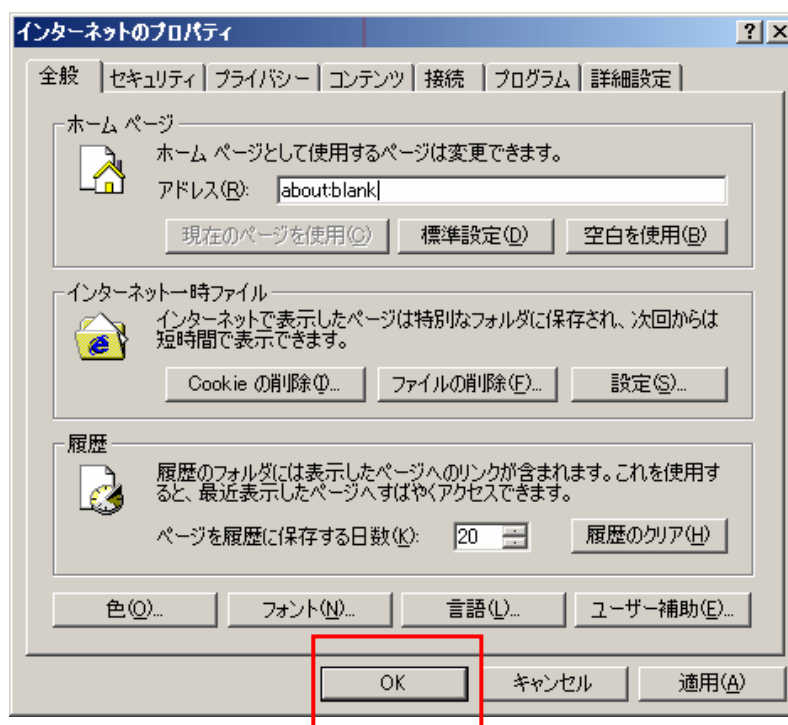 インターネットのプロパティ
全般 セキュリティ プライバシー コンテンツ 接続 プログラム 詳細設定
ホーム ページ
ホーム ページとして使用するページは変更できます。
アドレス(R): about:blank
現在のページを使用(C) 標準設定(D) 空白を使用(B)
インターネット一時ファイル
インターネットで表示したページは特別なフォルダに保存され、次回からは
短時間で表示できます。
Cookie の削除(I)... ファイルの削除(F)... 設定(S)...
履歴
履歴のフォルダには表示したページへのリンクが含まれます。これを使用す
ると、最近表示したページへすばやくアクセスできます。
ページを履歴に保存する日数(K): 20 履歴のクリア(H)
色(O)... フォント(N)... 言語(L)... ユーザー補助(E)...
OK キャンセル 適用(A)